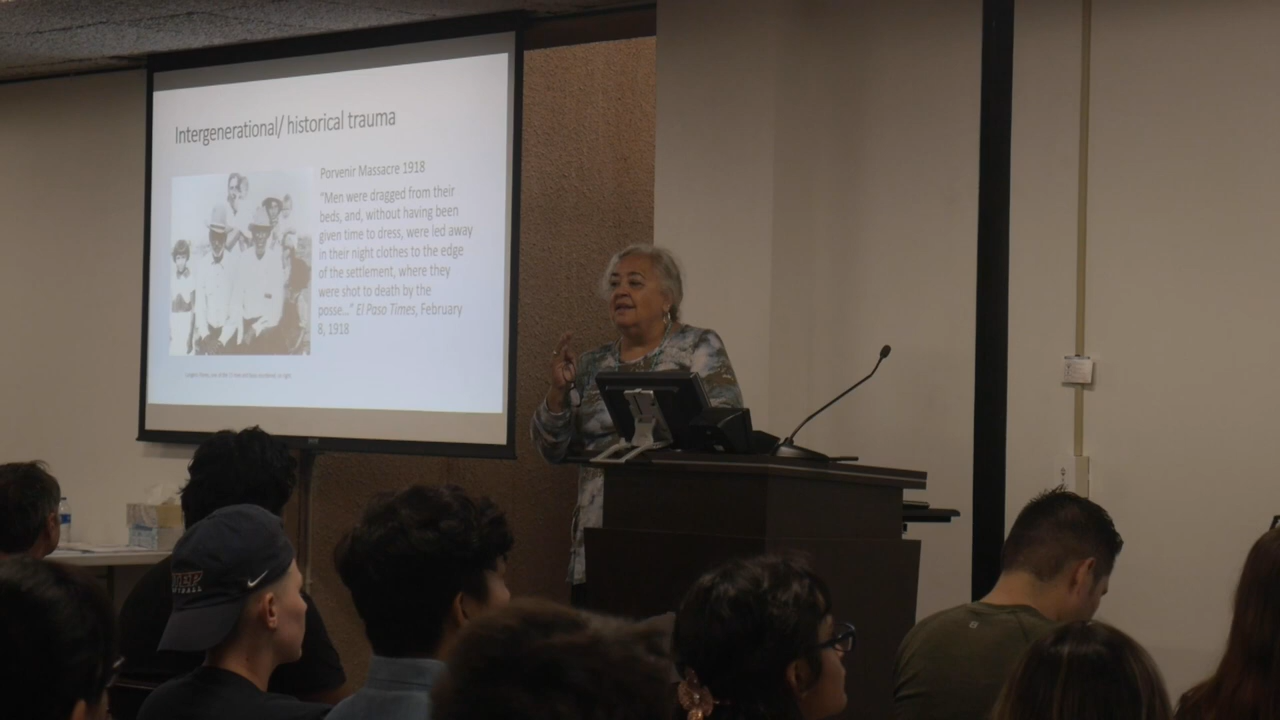 Intergenerational/ historical trauma
Porvenir Massacre 1918
“Men were dragged from their
beds, and, without having been
given time to dress, were led away
in their night clothes to the edge
of the settlement, where they
were shot to death by the
posse...” El Paso Times, February
8, 1918